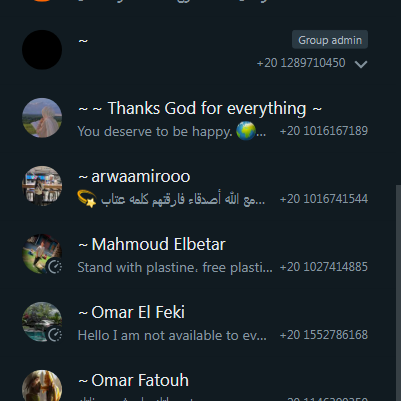 ~
Group admin
+20 1289710450
~ ~ Thanks God for everything ~
You deserve to be happy. 🌍... +20 1016167189
~ arwaamirooo
مع الله أصدقاء فارقتهم كلمه عتاب 💫... +20 1016741544
~ Mahmoud Elbetar
Stand with plastine، free plasti... +20 1027414885
~ Omar El Feki
Hello I am not available to ev... +20 1552786168
~ Omar Fatouh